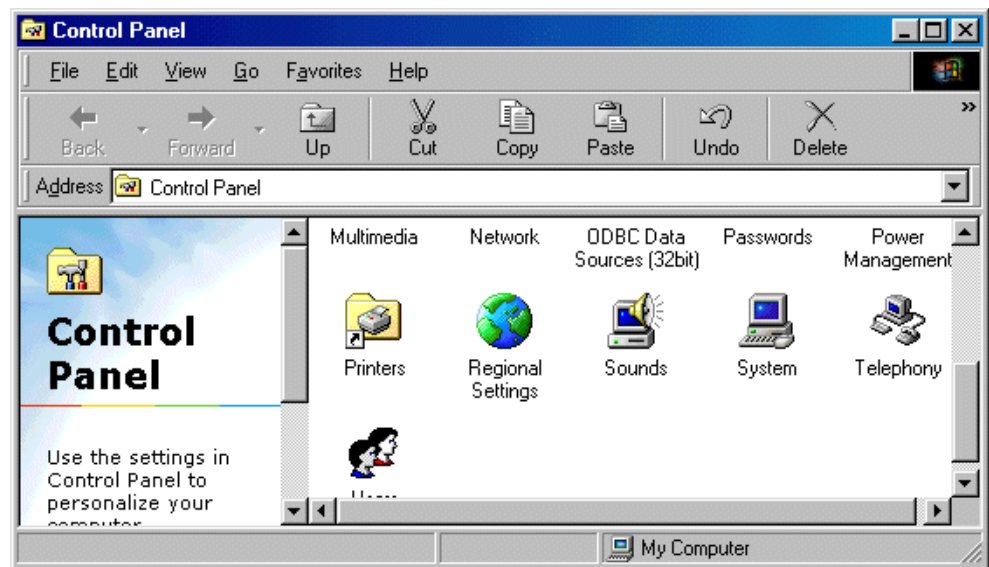 Control Panel
File Edit View Go Favorites Help
Back Forward Up Cut Copy Paste Undo Delete »
Address Control Panel
Control
Panel
Use the settings in
Control Panel to
personalize your
computer
Multimedia Network ODBC Data Passwords Power
Sources (32bit) Management
Printers Regional Sounds System Telephony
Settings
Users
My Computer